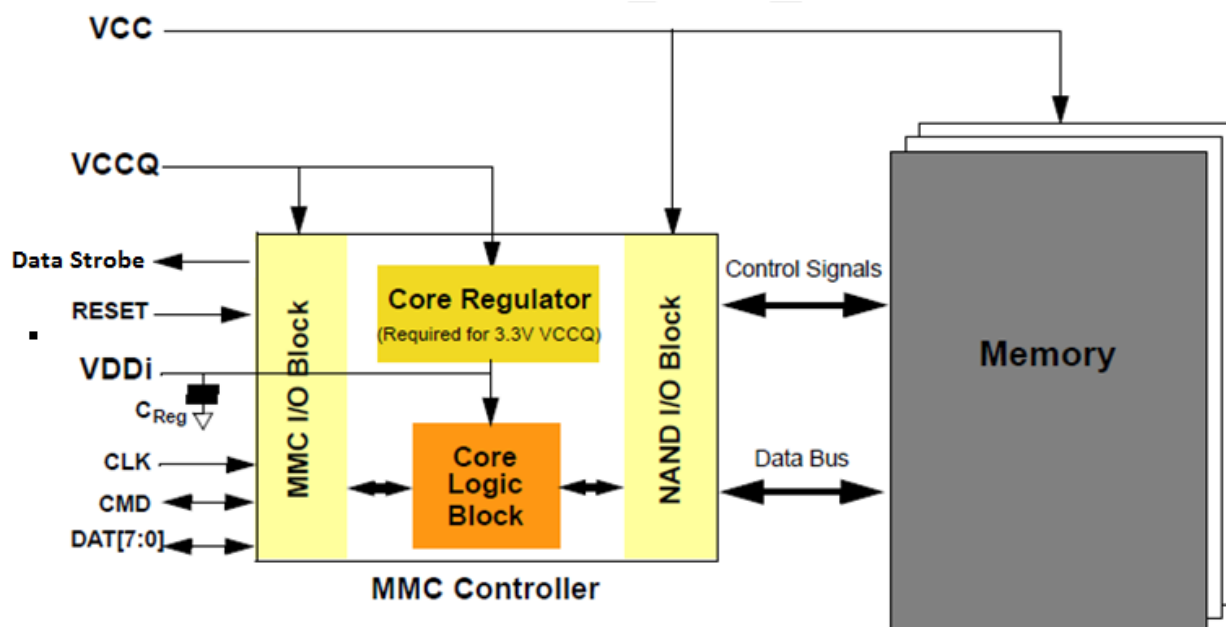 VCC
VCCQ
Data Strobe
RESET
VDDi
CReg
CLK
CMD
DAT[7:0]
MMC I/O Block
Core Regulator
(Required for 3.3V VCCQ)
Core
Logic
Block
NAND I/O Block
MMC Controller
Control Signals
Data Bus
Memory